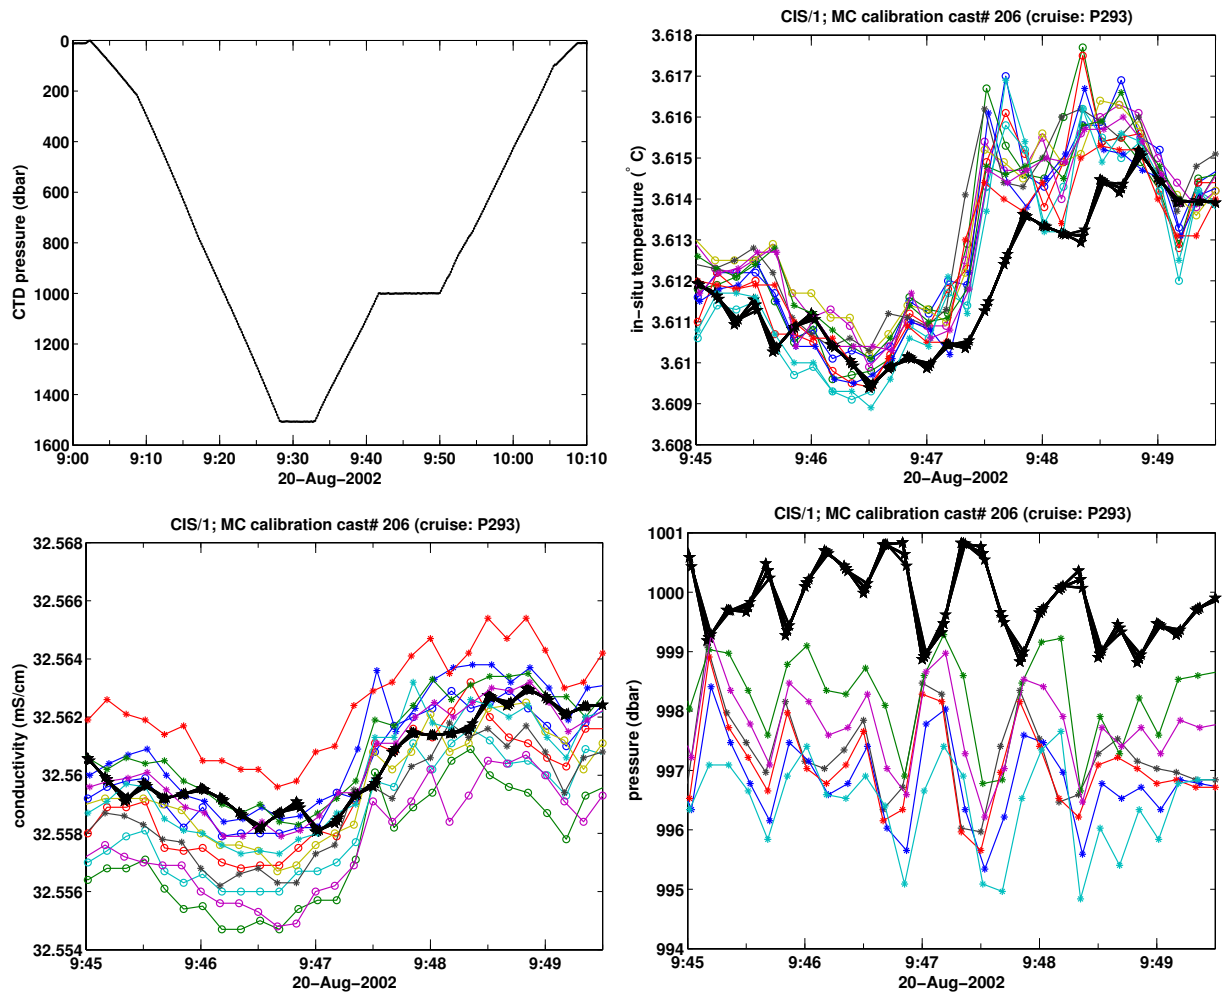 0
200
400
600
800
1000
1200
1400
1600
CTD pressure (dbar)
9:00 9:10 9:20 9:30 9:40 9:50 10:00 10:10
20−Aug−2002
CIS/1; MC calibration cast# 206 (cruise: P293)
3.618
3.617
3.616
3.615
3.614
3.613
3.612
3.611
3.61
3.609
3.608
in−situ temperature (°C)
9:45 9:46 9:47 9:48 9:49
20−Aug−2002
CIS/1; MC calibration cast# 206 (cruise: P293)
32.568
32.566
32.564
32.562
32.56
32.558
32.556
32.554
conductivity (mS/cm)
9:45 9:46 9:47 9:48 9:49
20−Aug−2002
CIS/1; MC calibration cast# 206 (cruise: P293)
1001
1000
999
998
997
996
995
994
pressure (dbar)
9:45 9:46 9:47 9:48 9:49
20−Aug−2002